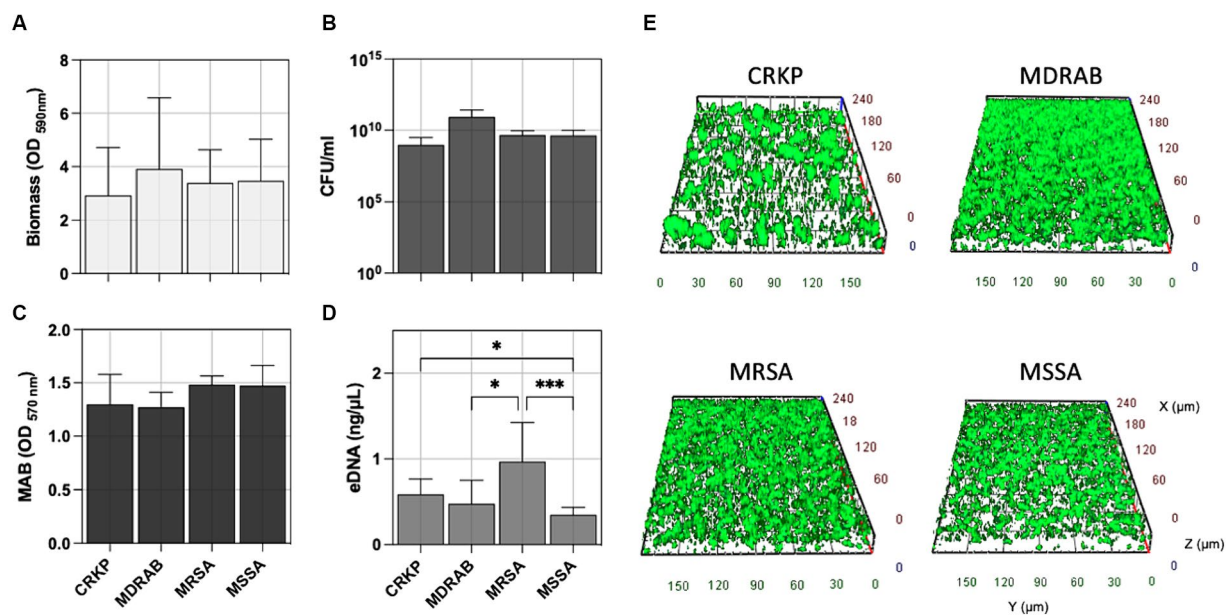 A
Biomass (OD 590nm)
8
6
4
2
0
B
CFU/ml
10^15
10^10
10^5
10^0
C
MAB (OD 570 nm)
2.0
1.5
1.0
0.5
0.0
CRKP
MDRAB
MRSA
MSSA
D
eDNA (ng/µL)
2
1
0
*
*
***
CRKP
MDRAB
MRSA
MSSA
E
CRKP
240
180
120
60
0
0
0 30 60 90 120 150
MDRAB
240
180
120
60
0
0
150 120 90 60 30 0
MRSA
240
18
120
60
0
0
150 120 90 60 30 0
MSSA
240
180
120
60
0
0
150 120 90 60 30 0
X (µm)
Z (µm)
Y (µm)